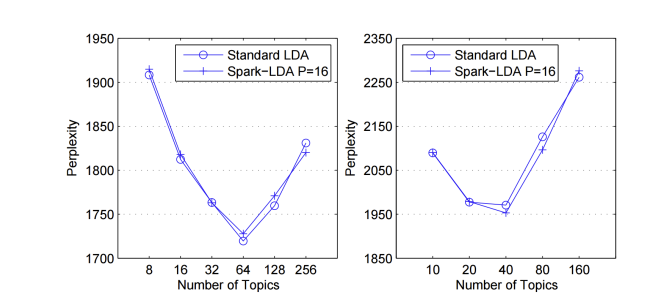 1950
1900
1850
1800
1750
1700
Perplexity
Standard LDA
Spark−LDA P=16
8 16 32 64 128 256
Number of Topics
2350
2250
2150
2050
1950
1850
Perplexity
Standard LDA
Spark−LDA P=16
10 20 40 80 160
Number of Topics